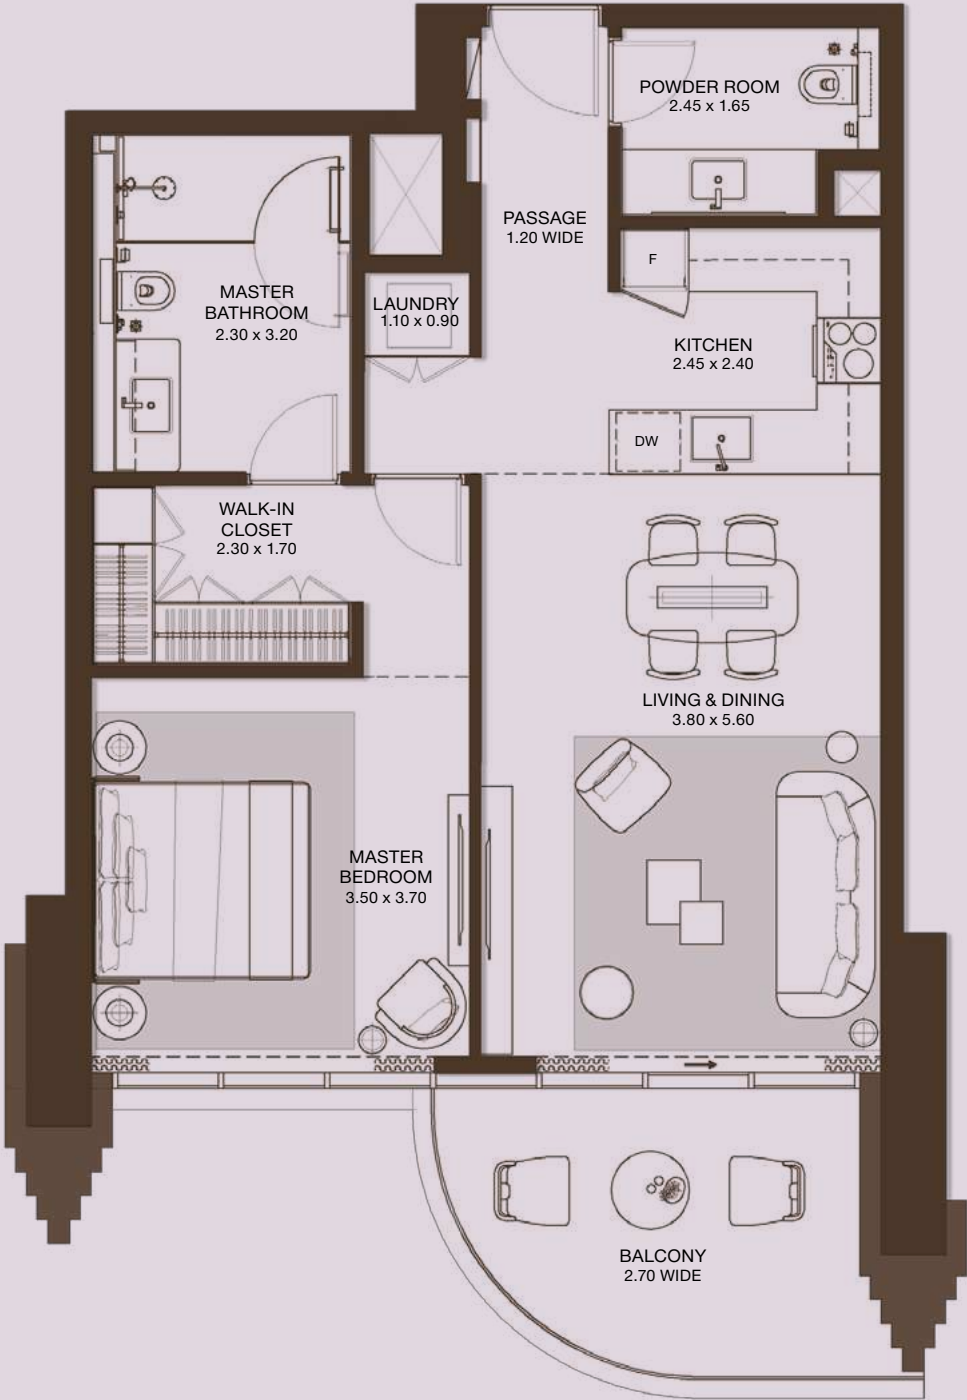 POWDER ROOM
2.45 x 1.65
PASSAGE
1.20 WIDE
F
MASTER
BATHROOM
2.30 x 3.20
LAUNDRY
1.10 x 0.90
KITCHEN
2.45 x 2.40
DW
WALK-IN
CLOSET
2.30 x 1.70
LIVING & DINING
3.80 x 5.60
MASTER
BEDROOM
3.50 x 3.70
BALCONY
2.70 WIDE